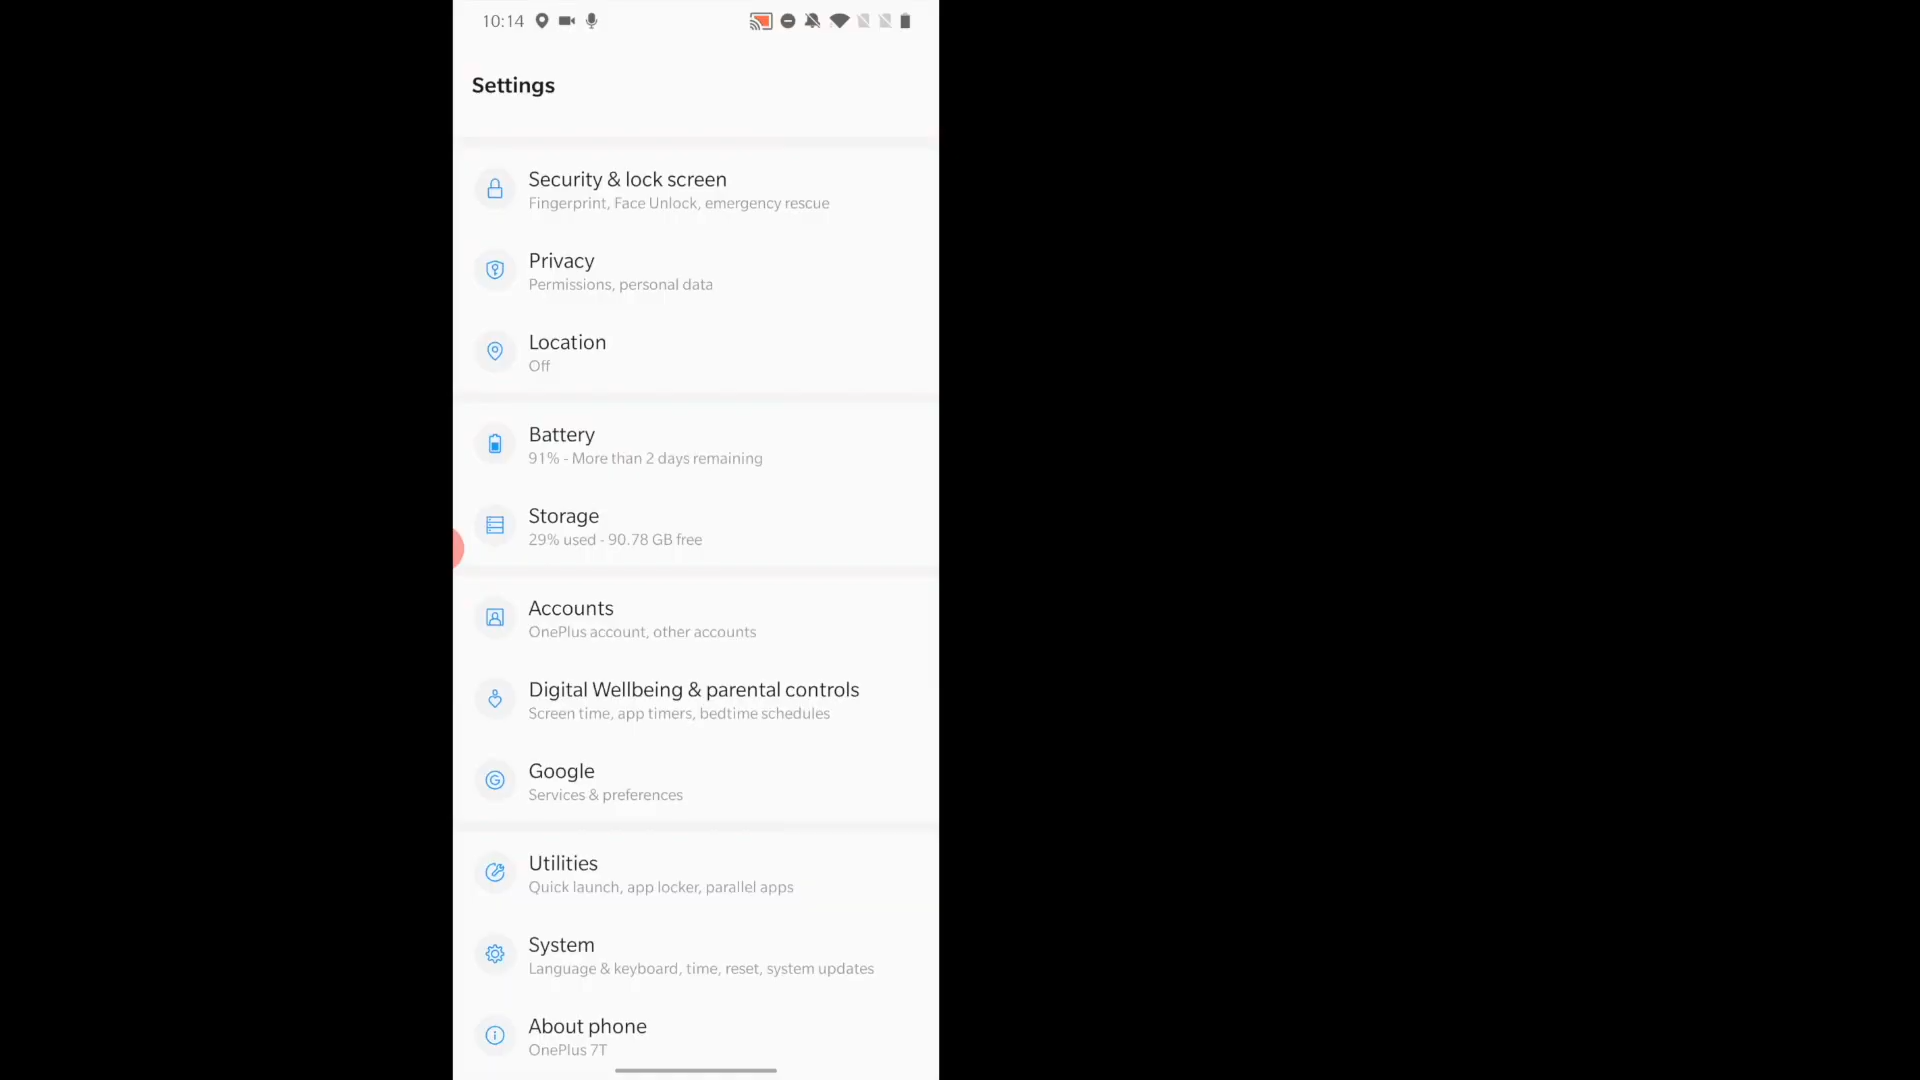 10:14
Settings
Security & lock screen
Fingerprint, Face Unlock, emergency rescue
Privacy
Permissions, personal data
Location
Off
Battery
91% - More than 2 days remaining
Storage
29% used - 90.78 GB free
Accounts
OnePlus account, other accounts
Digital Wellbeing & parental controls
Screen time, app timers, bedtime schedules
Google
Services & preferences
Utilities
Quick launch, app locker, parallel apps
System
Language & keyboard, time, reset, system updates
About phone
OnePlus 7T